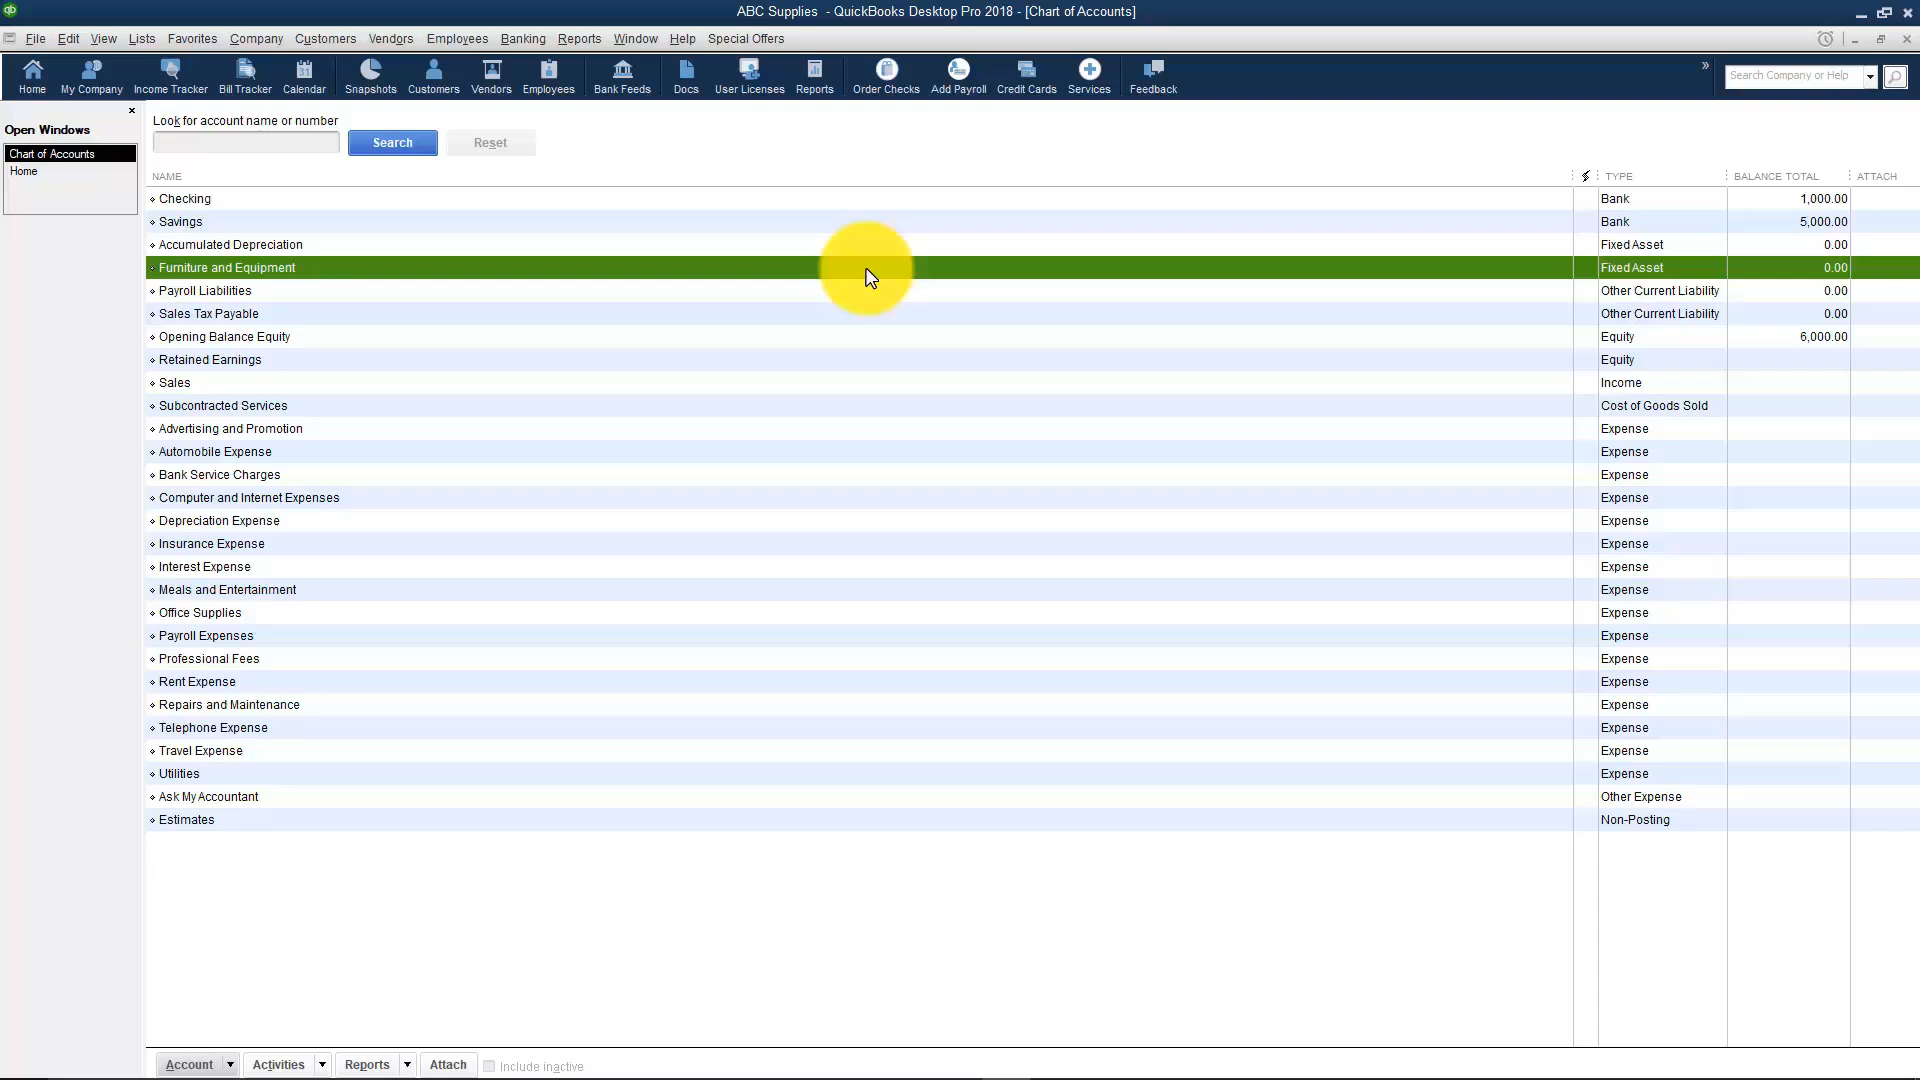 qb ABC Supplies - QuickBooks Desktop Pro 2018 - [Chart of Accounts]
File Edit View Lists Favorites Company Customers Vendors Employees Banking Reports Window Help Special Offers
Home My Company Income Tracker Bill Tracker Calendar Snapshots Customers Vendors Employees Bank Feeds Docs User Licenses Reports Order Checks Add Payroll Credit Cards Services Feedback » Search Company or Help
Open Windows
Chart of Accounts
Home
Look for account name or number
Search Reset
NAME TYPE BALANCE TOTAL ATTACH
Checking Bank 1,000.00
Savings Bank 5,000.00
Accumulated Depreciation Fixed Asset 0.00
Furniture and Equipment Fixed Asset 0.00
Payroll Liabilities Other Current Liability 0.00
Sales Tax Payable Other Current Liability 0.00
Opening Balance Equity Equity 6,000.00
Retained Earnings Equity
Sales Income
Subcontracted Services Cost of Goods Sold
Advertising and Promotion Expense
Automobile Expense Expense
Bank Service Charges Expense
Computer and Internet Expenses Expense
Depreciation Expense Expense
Insurance Expense Expense
Interest Expense Expense
Meals and Entertainment Expense
Office Supplies Expense
Payroll Expenses Expense
Professional Fees Expense
Rent Expense Expense
Repairs and Maintenance Expense
Telephone Expense Expense
Travel Expense Expense
Utilities Expense
Ask My Accountant Other Expense
Estimates Non-Posting
Account Activities Reports Attach Include inactive